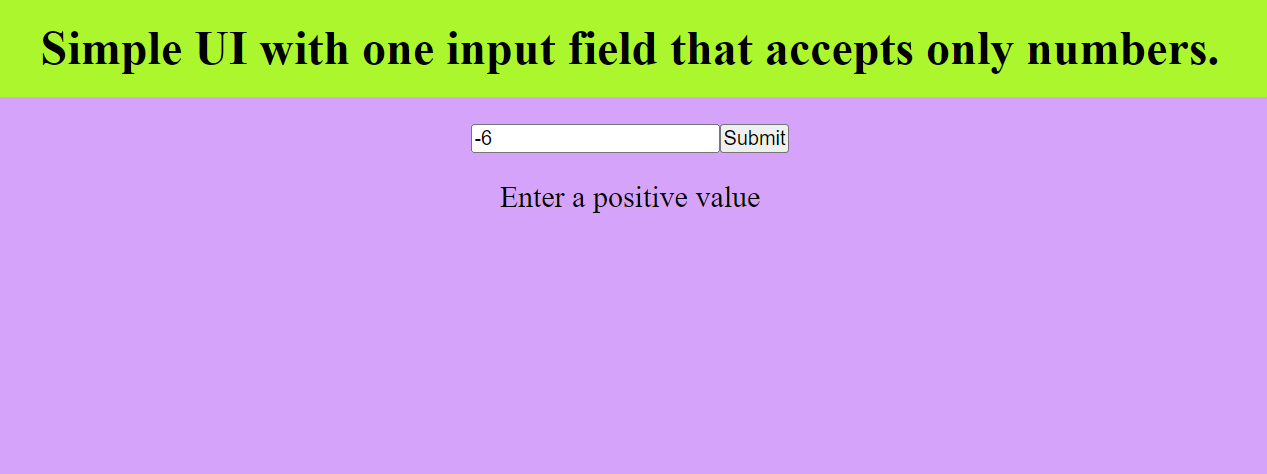 Simple UI with one input field that accepts only numbers.
-6 Submit
Enter a positive value